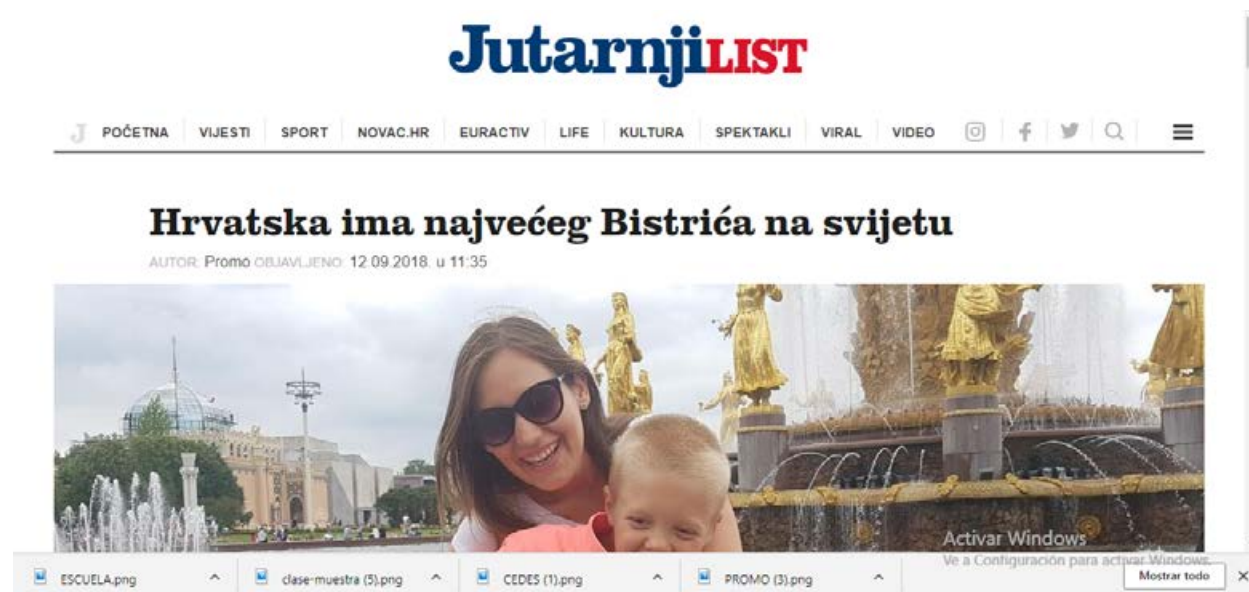 JutarnjiLIST
J POČETNA VIJESTI SPORT NOVAC.HR EURACTIV LIFE KULTURA SPEKTAKLI VIRAL VIDEO
Hrvatska ima najvećeg Bistrića na svijetu
AUTOR: Promo OBJAVLJENO: 12.09.2018. u 11:35
Activar Windows
Ve a Configuración para activar Windows.
ESCUELA.png clase-muestra (5).png CEDES (1).png PROMO (3).png Mostrar todo